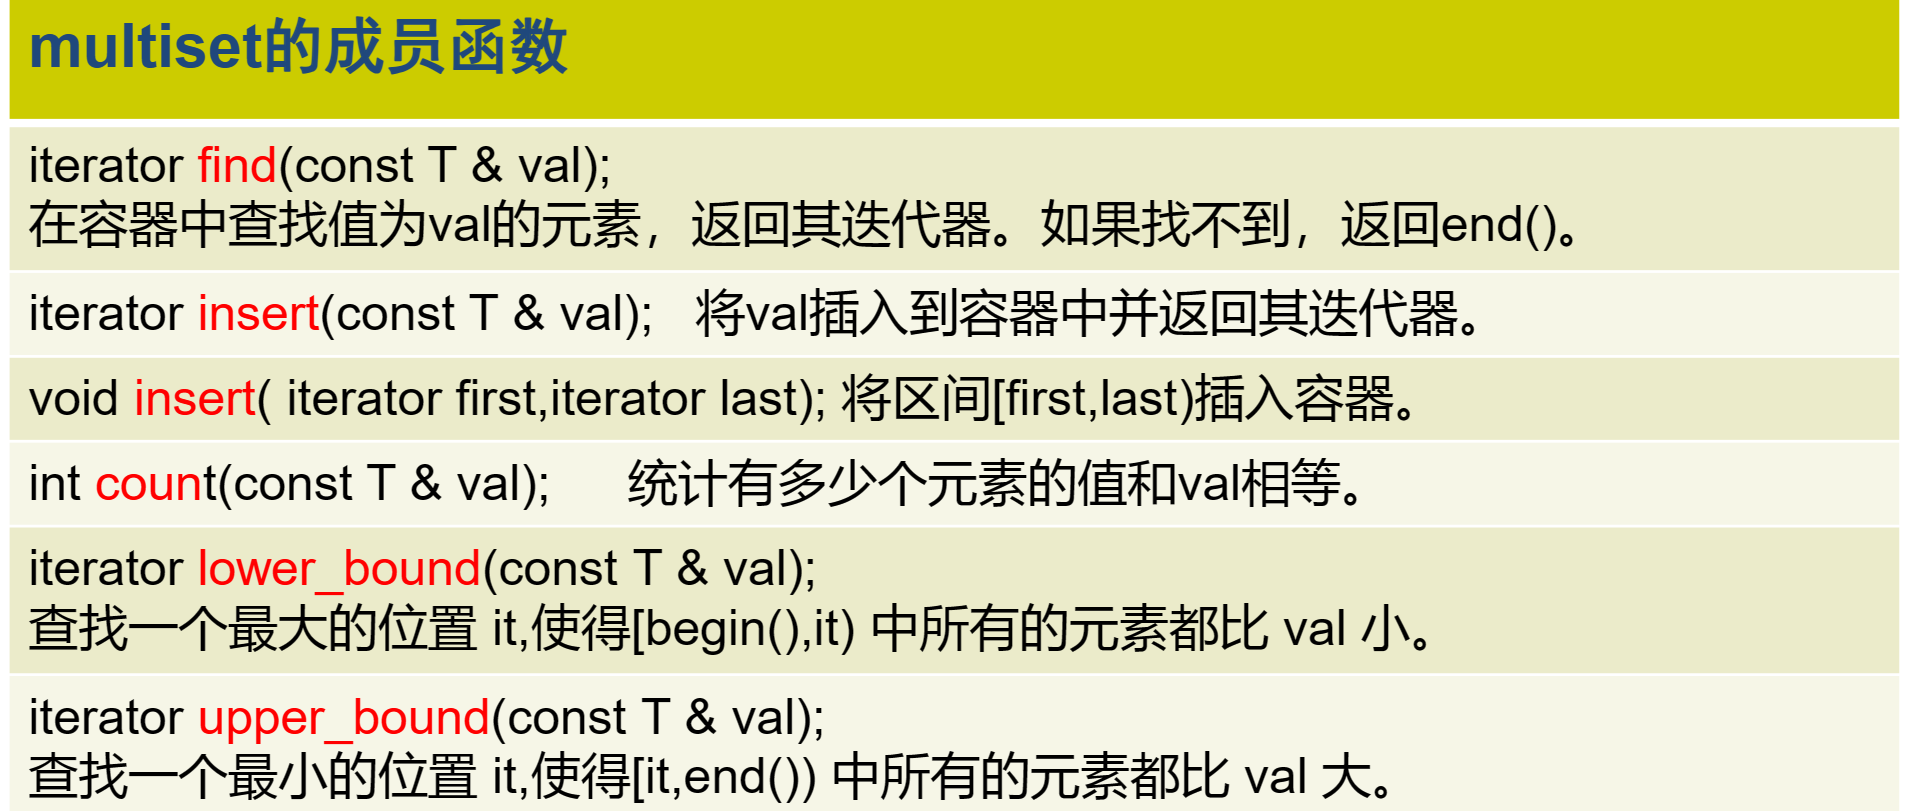 multiset的成员函数
iterator find(const T & val);
在容器中查找值为val的元素，返回其迭代器。如果找不到，返回end()。
iterator insert(const T & val); 将val插入到容器中并返回其迭代器。
void insert( iterator first,iterator last); 将区间[first,last)插入容器。
int count(const T & val); 统计有多少个元素的值和val相等。
iterator lower_bound(const T & val);
查找一个最大的位置 it,使得[begin(),it) 中所有的元素都比 val 小。
iterator upper_bound(const T & val);
查找一个最小的位置 it,使得[it,end()) 中所有的元素都比 val 大。